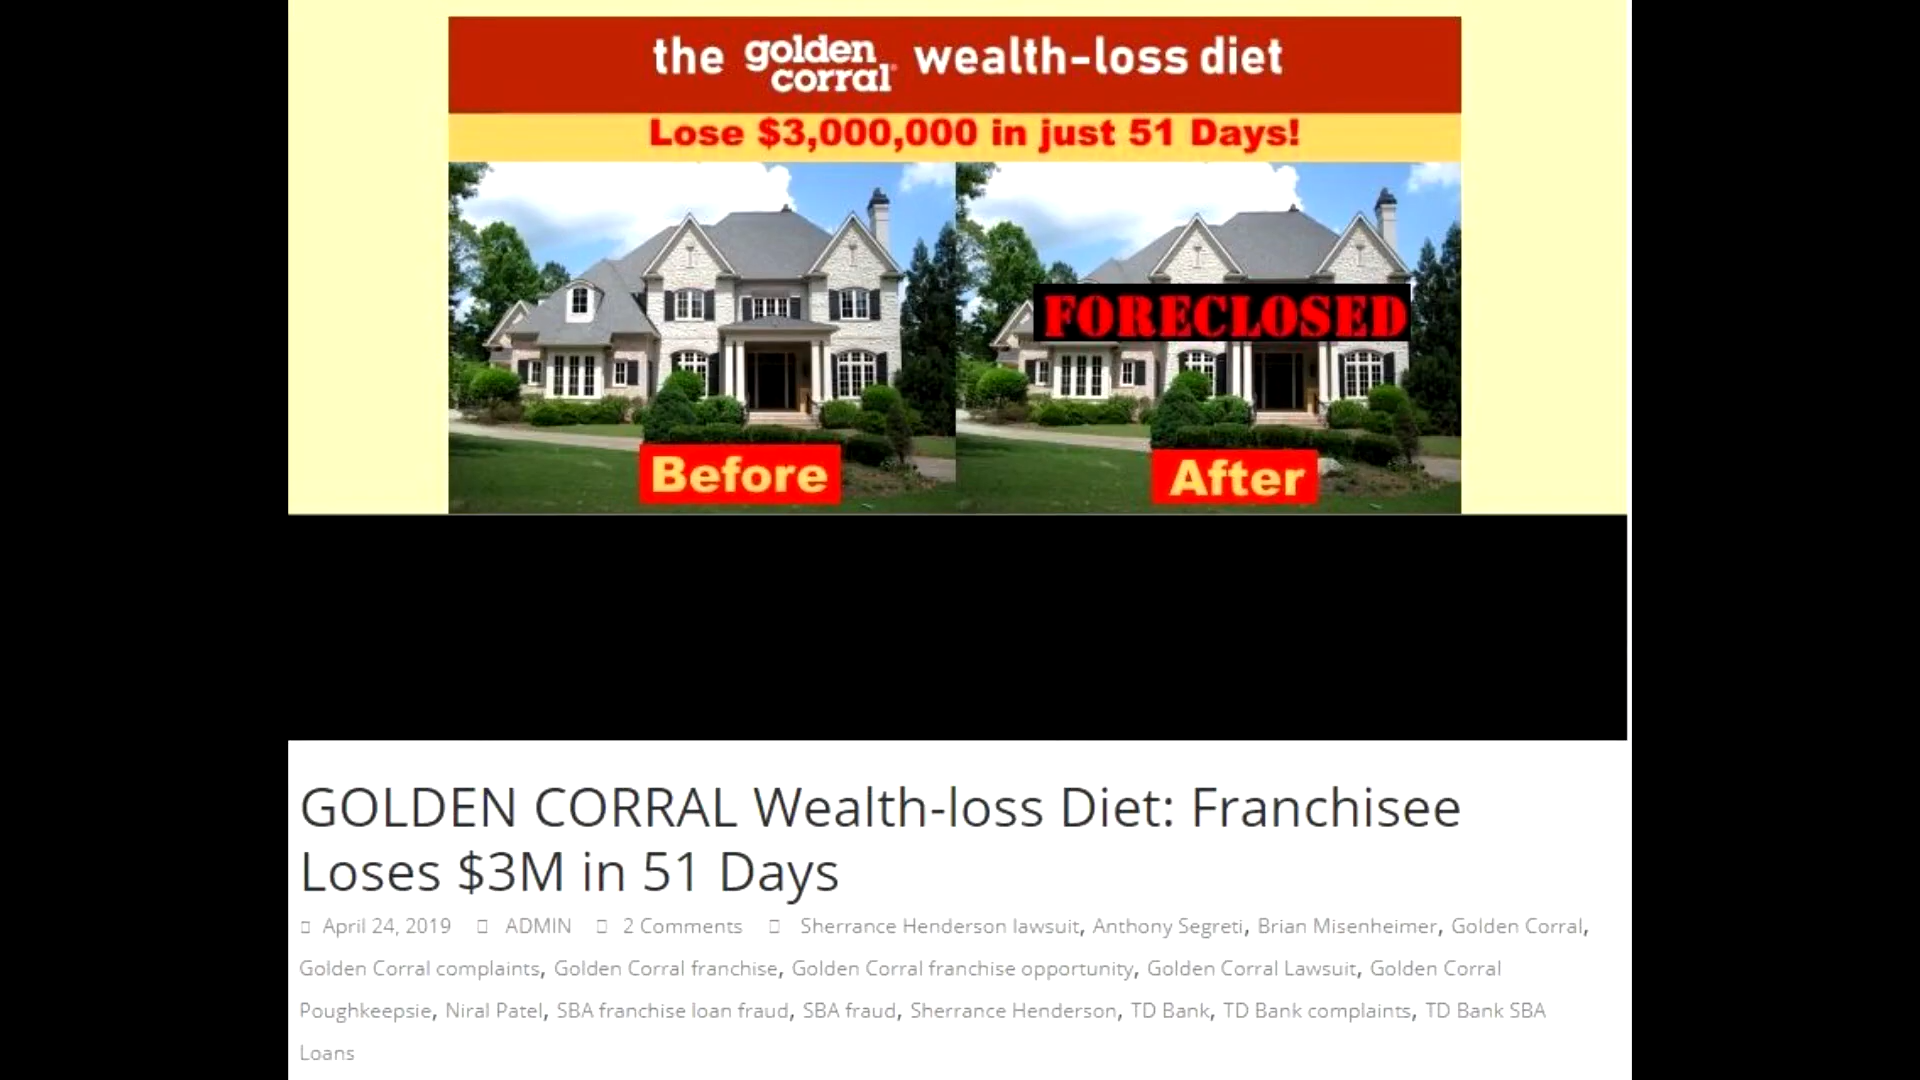 the golden corral wealth-loss diet
Lose $3,000,000 in just 51 Days!
FORECLOSED
Before
After
GOLDEN CORRAL Wealth-loss Diet: Franchisee
Loses $3M in 51 Days
April 24, 2019 ADMIN 2 Comments Sherrance Henderson lawsuit, Anthony Segreti, Brian Misenheimer, Golden Corral,
Golden Corral complaints, Golden Corral franchise, Golden Corral franchise opportunity, Golden Corral Lawsuit, Golden Corral
Poughkeepsie, Niral Patel, SBA franchise loan fraud, SBA fraud, Sherrance Henderson, TD Bank, TD Bank complaints, TD Bank SBA
Loans